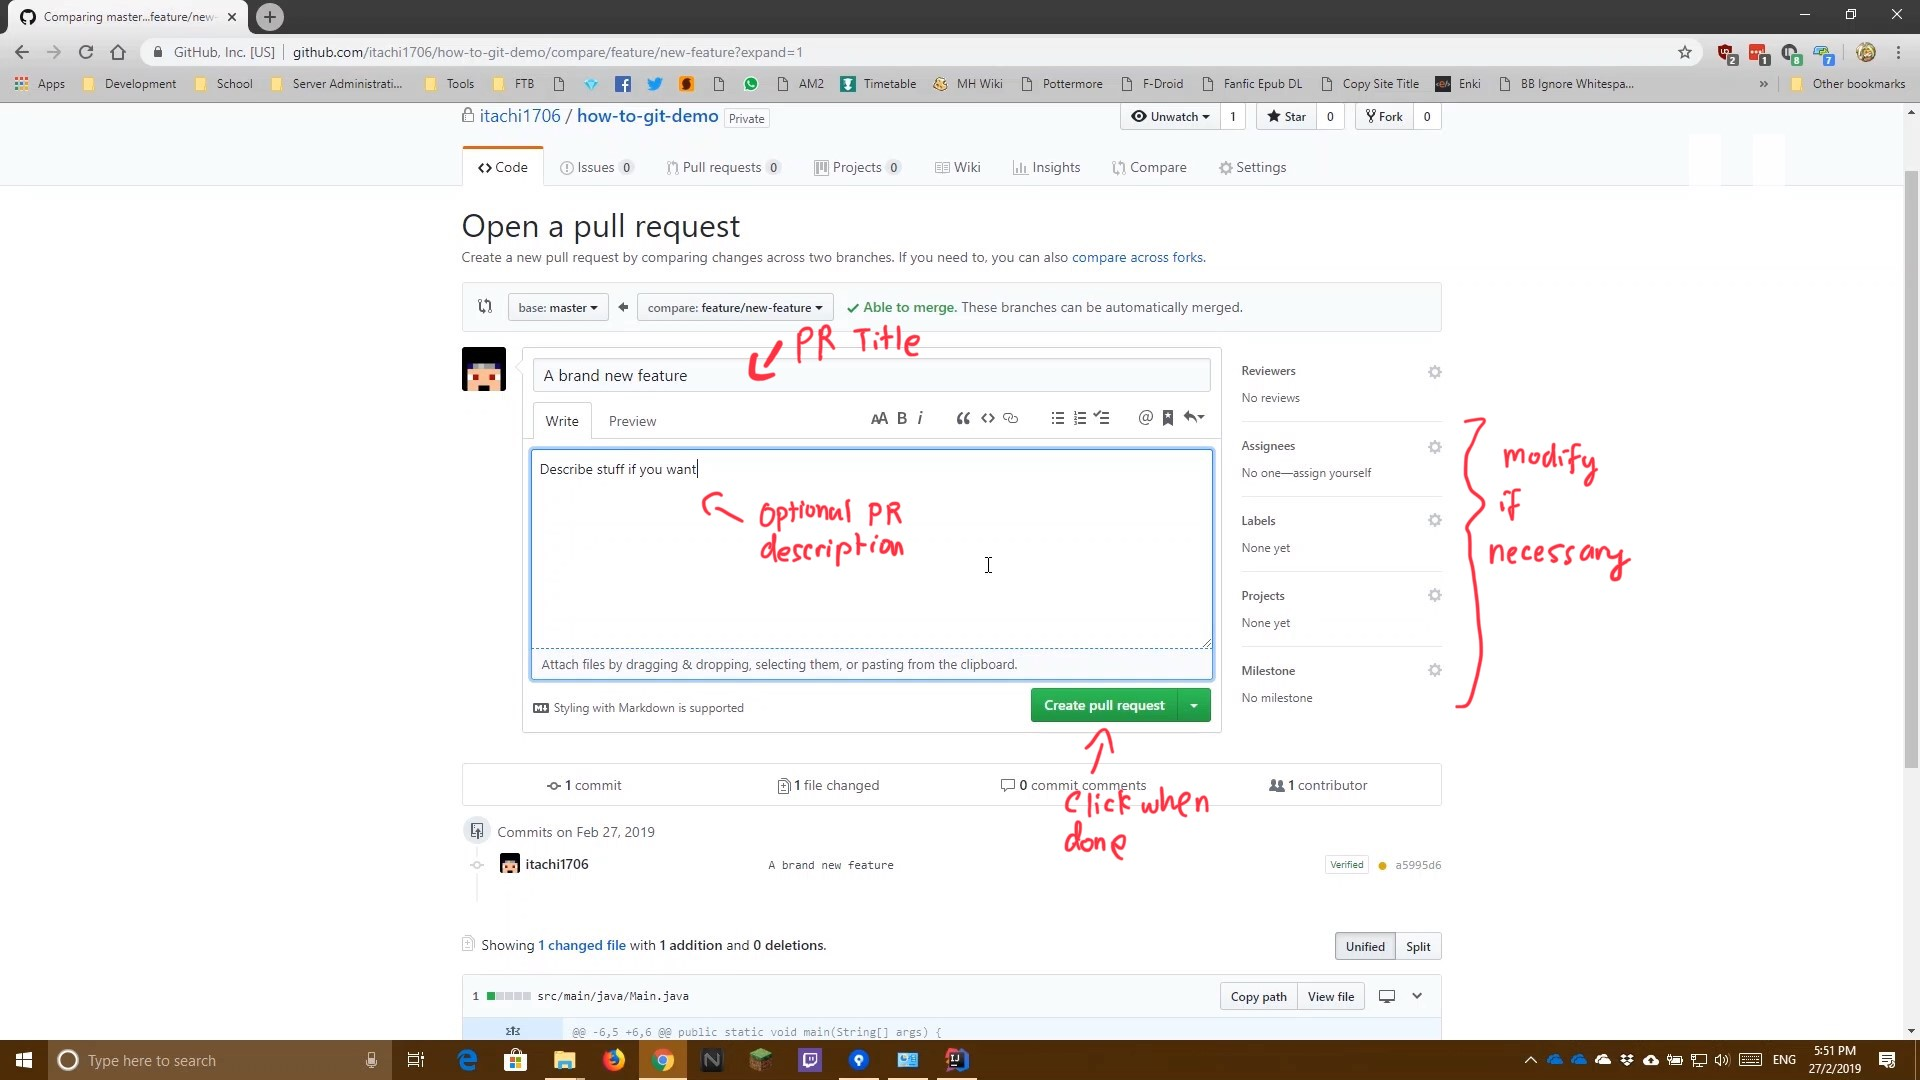 Comparing master...feature/new-
GitHub, Inc. [US] github.com/itachi1706/how-to-git-demo/compare/feature/new-feature?expand=1
2 1 8 7
Apps Development School Server Administrati... Tools FTB AM2 Timetable MH Wiki Pottermore F-Droid Fanfic Epub DL Copy Site Title Enki BB Ignore Whitespa... » Other bookmarks
itachi1706 / how-to-git-demo Private
Unwatch 1 Star 0 Fork 0
Code Issues 0 Pull requests 0 Projects 0 Wiki Insights Compare Settings
Open a pull request
Create a new pull request by comparing changes across two branches. If you need to, you can also compare across forks.
base: master compare: feature/new-feature Able to merge. These branches can be automatically merged.
PR Title
A brand new feature
Write Preview
AA B i @
Describe stuff if you want
Optional PR
description
Attach files by dragging & dropping, selecting them, or pasting from the clipboard.
Styling with Markdown is supported
Create pull request
Click when
done
Reviewers
No reviews
Assignees
No one—assign yourself
Labels
None yet
Projects
None yet
Milestone
No milestone
modify
if
necessary
1 commit 1 file changed 0 commit comments 1 contributor
Commits on Feb 27, 2019
itachi1706 A brand new feature Verified a5995d6
Showing 1 changed file with 1 addition and 0 deletions.
Unified Split
1 src/main/java/Main.java Copy path View file
@@ -6,5 +6,6 @@ public static void main(String[] args) {
Type here to search
ENG
5:51 PM
27/2/2019